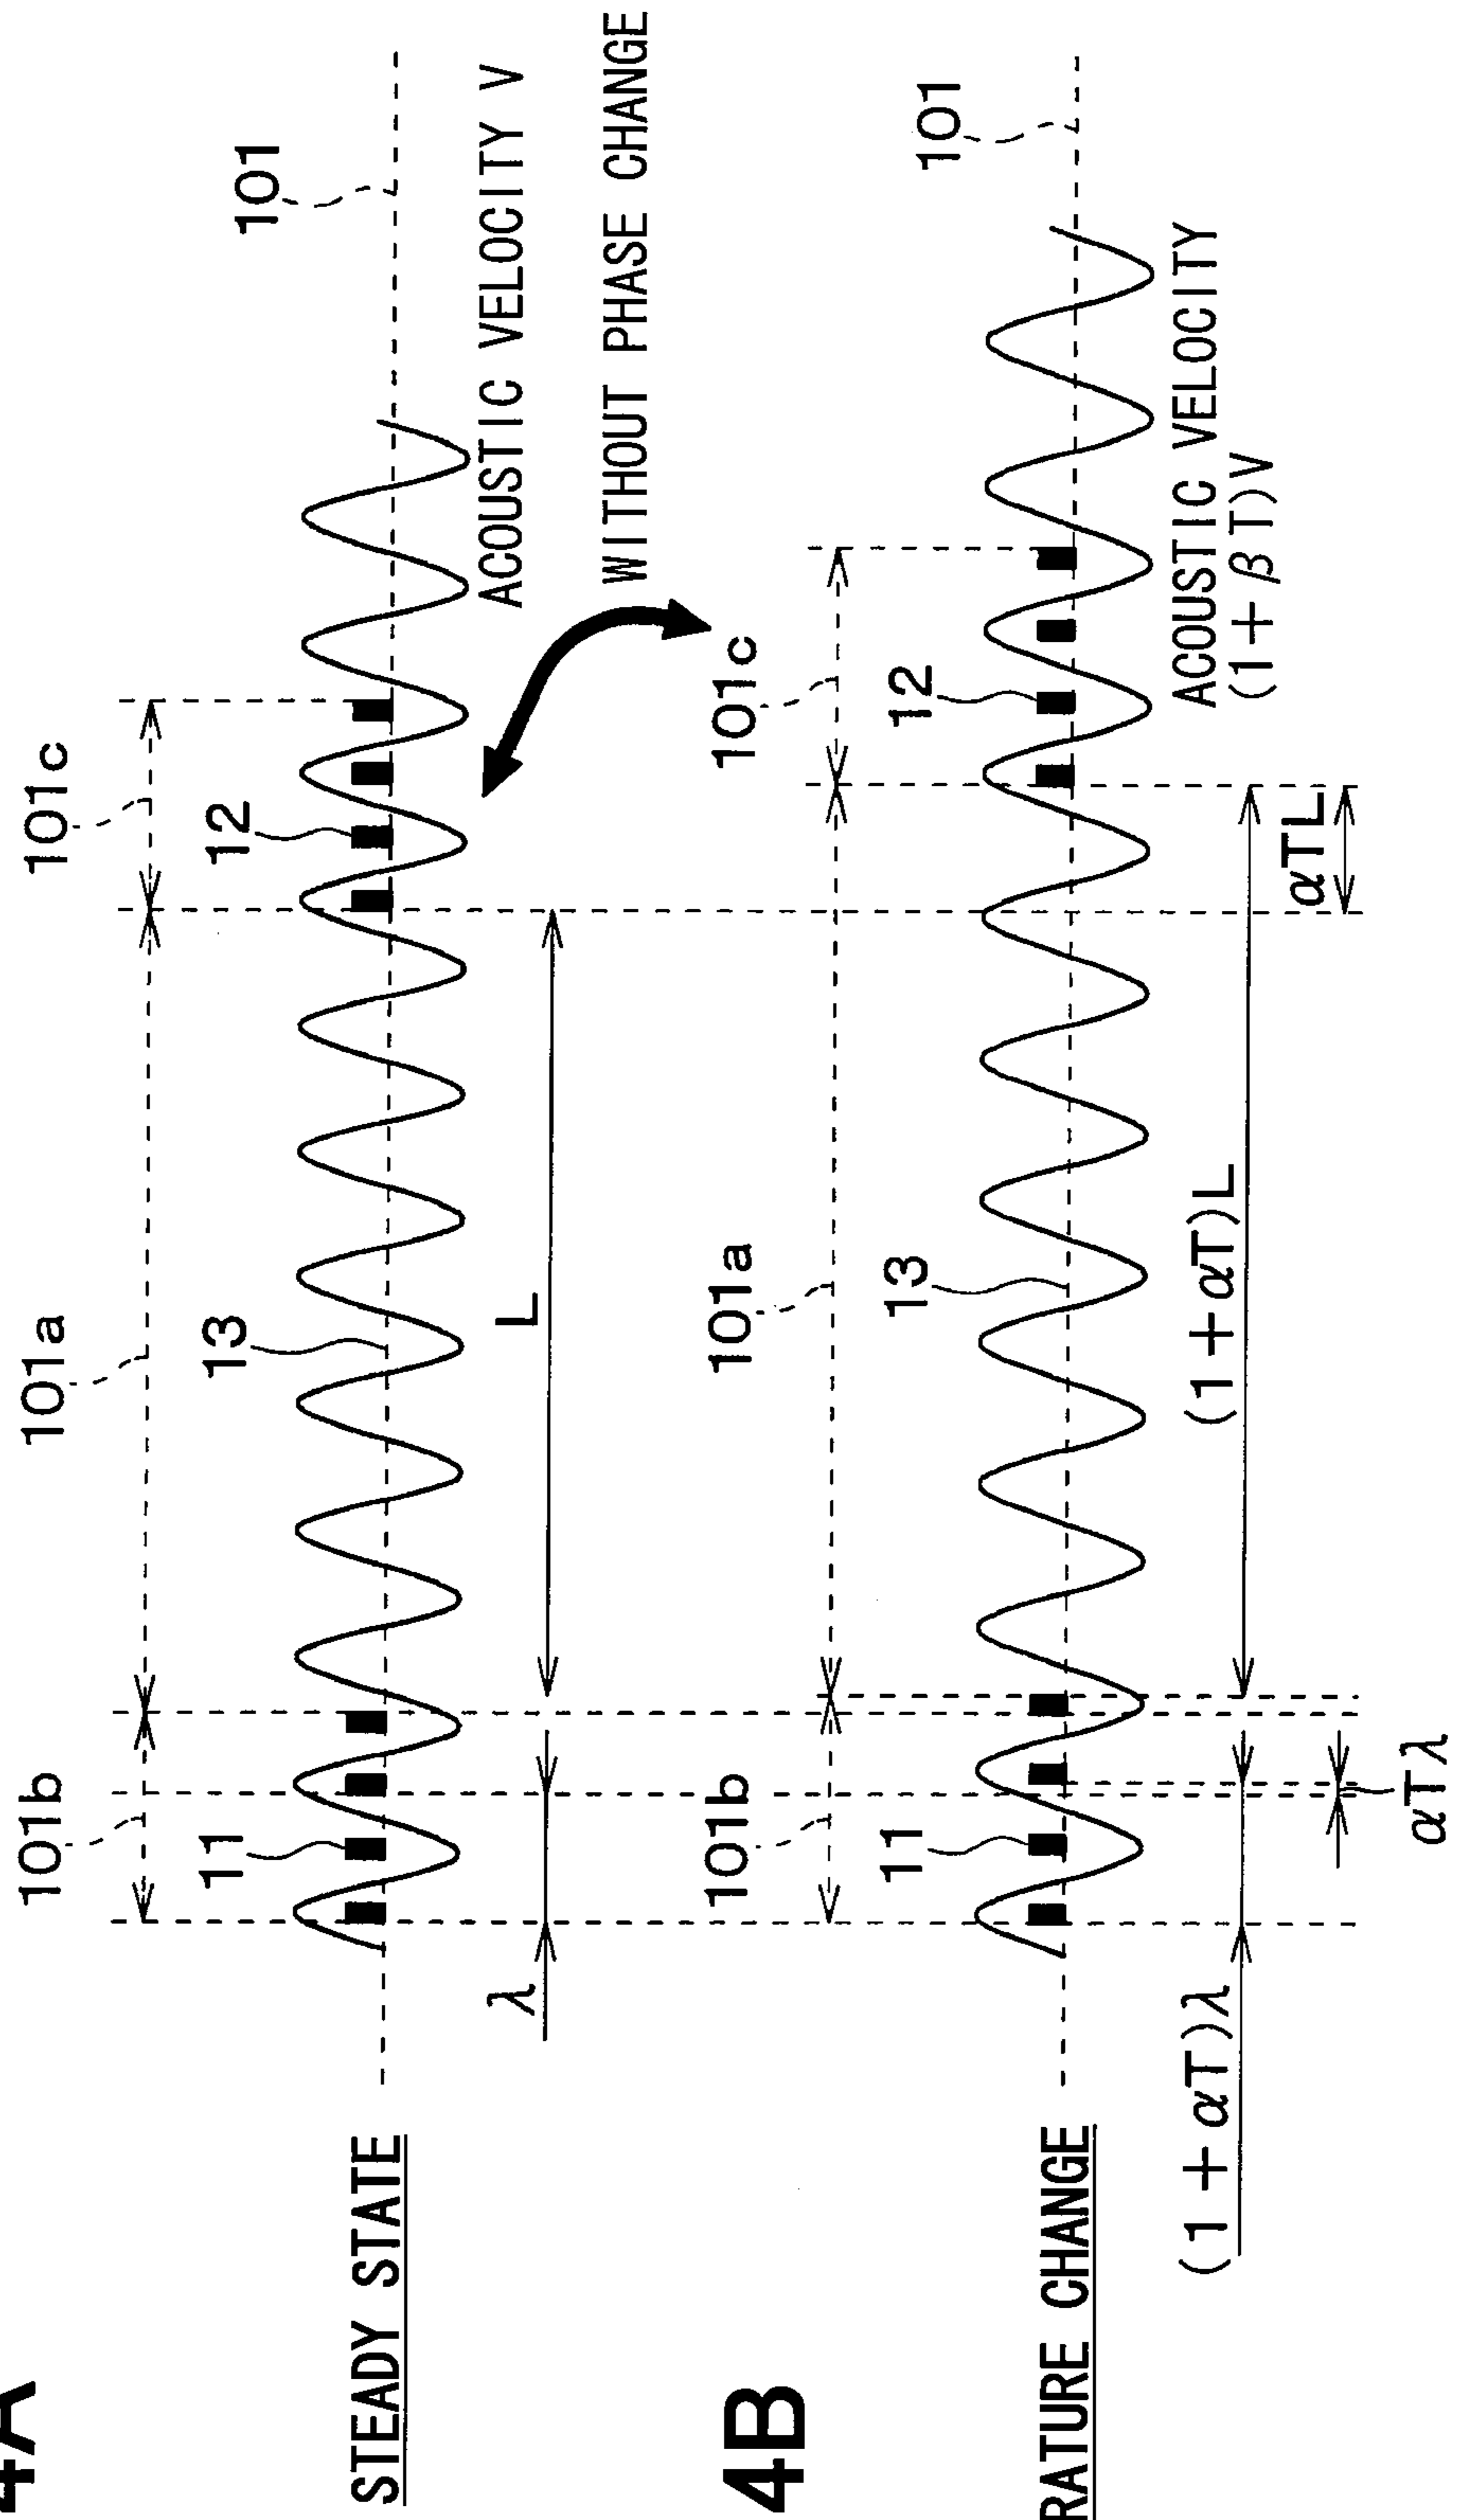 4A
101b
101a
101c
11
13
12
101
STEADY STATE
λ
L
ACOUSTIC VELOCITY V
WITHOUT PHASE CHANGE
4B
101b
101a
101c
11
13
12
101
RATURE CHANGE
(1+αT)λ
(1+αT)L
ACOUSTIC VELOCITY
(1+βT)V
αTλ
αTL